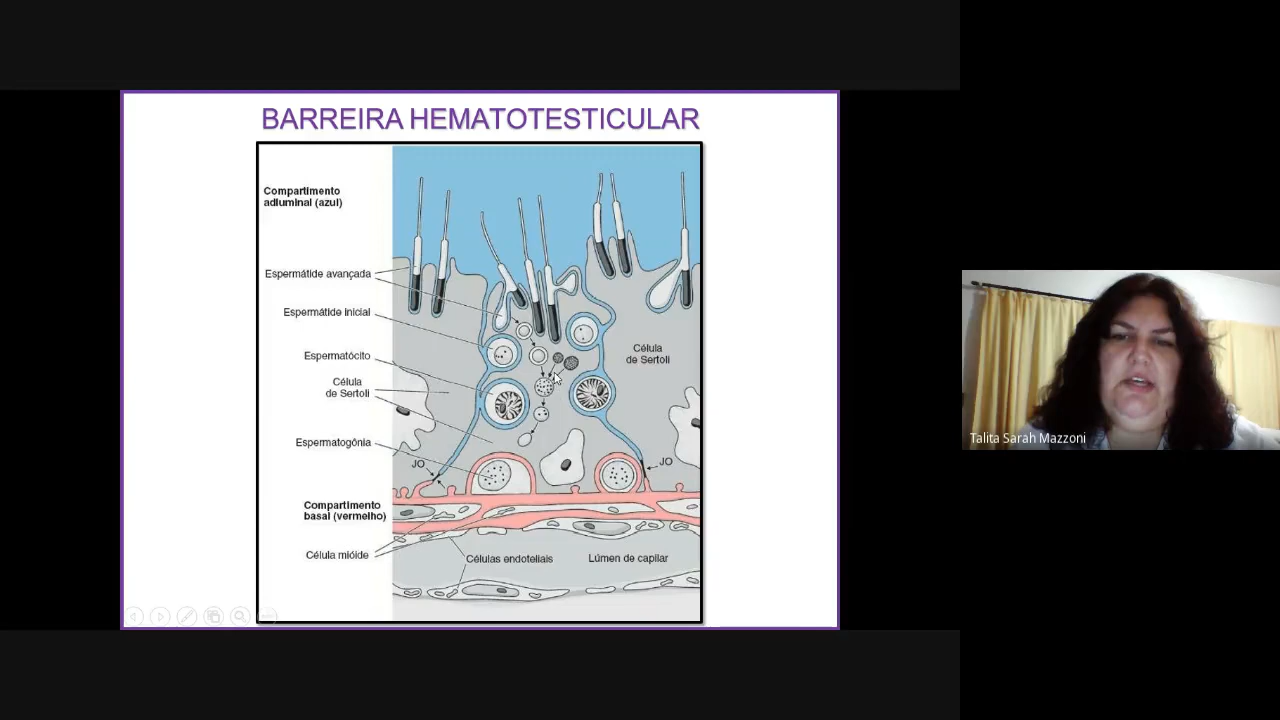 BARREIRA HEMATOTESTICULAR
Compartimento
adluminal (azul)
Espermátide avançada
Espermátide inicial
Espermatócito
Célula
de Sertoli
Espermatogônia
JO
Compartimento
basal (vermelho)
Célula mióide
Célula
de Sertoli
JO
Células endoteliais
Lúmen de capilar
Talita Sarah Mazzoni